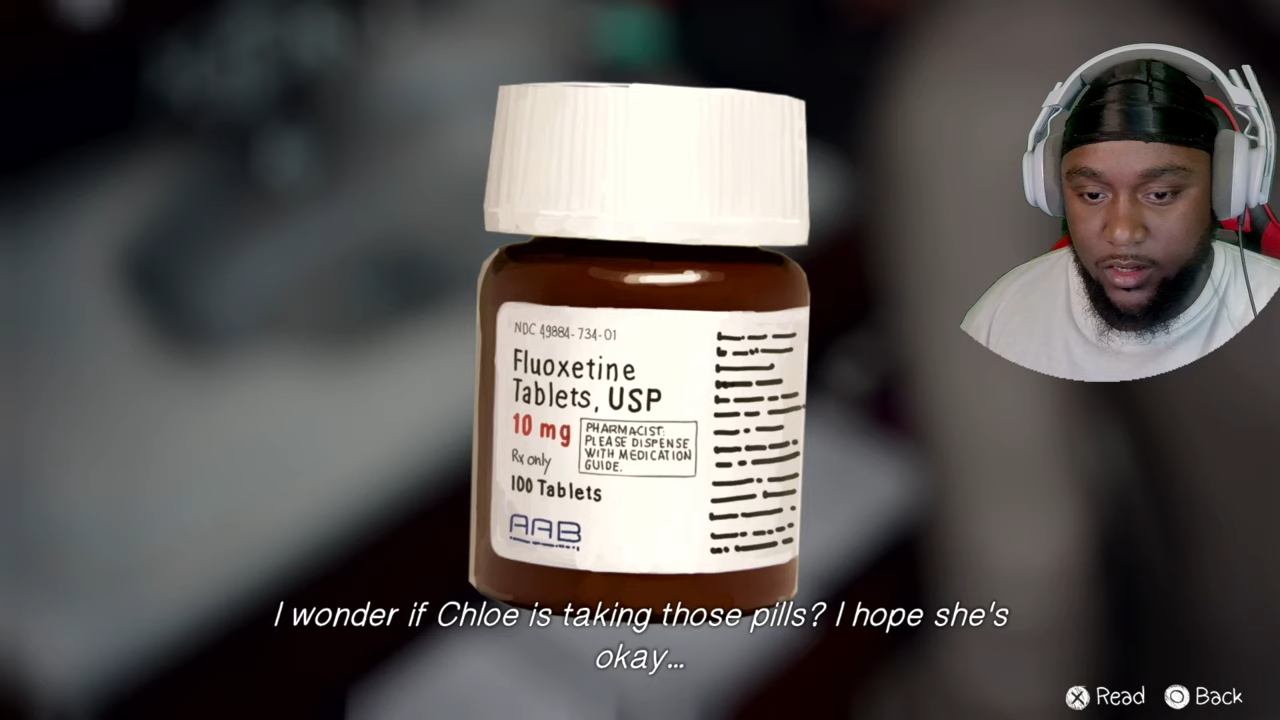 NDC 49884-734-01
Fluoxetine
Tablets, USP
10 mg
PHARMACIST:
PLEASE DISPENSE
WITH MEDICATION
GUIDE.
Rx only
100 Tablets
AAB
I wonder if Chloe is taking those pills? I hope she's
okay...
Read
Back